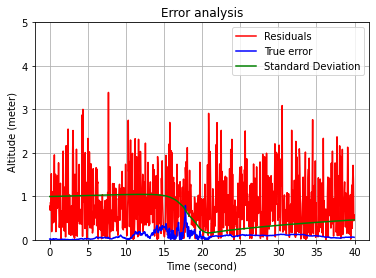 Error analysis
Residuals
True error
Standard Deviation
Altitude (meter)
5
4
3
2
1
0
0 5 10 15 20 25 30 35 40
Time (second)